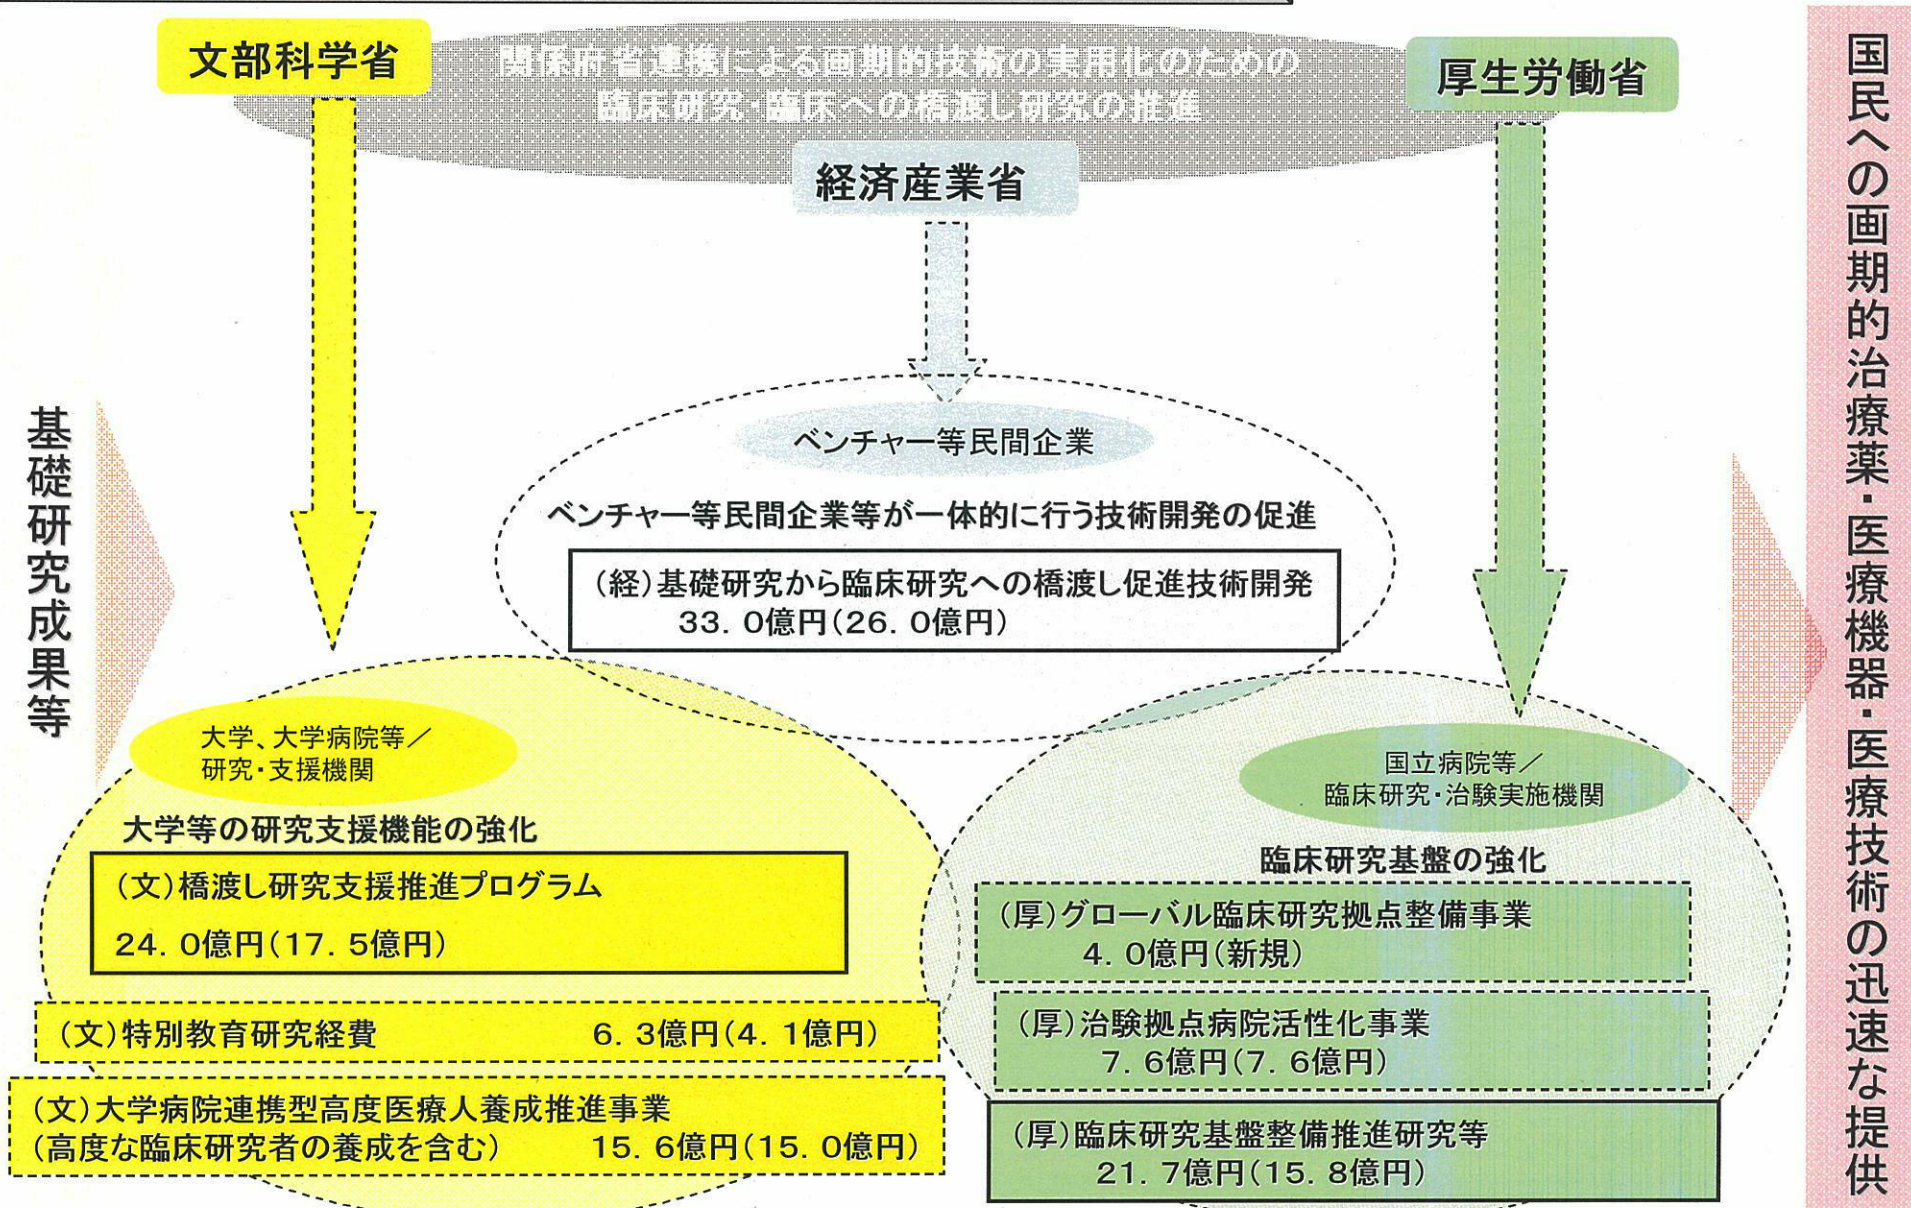 文部科学省
関係府省連携による画期的技術の実用化のための
臨床研究・臨床への橋渡し研究の推進
厚生労働省
経済産業省
基礎研究成果等
ベンチャー等民間企業
ベンチャー等民間企業等が一体的に行う技術開発の促進
(経)基礎研究から臨床研究への橋渡し促進技術開発
33.0億円(26.0億円)
大学、大学病院等/
研究・支援機関
大学等の研究支援機能の強化
(文)橋渡し研究支援推進プログラム
24.0億円(17.5億円)
(文)特別教育研究経費 6.3億円(4.1億円)
(文)大学病院連携型高度医療人養成推進事業
(高度な臨床研究者の養成を含む) 15.6億円(15.0億円)
国立病院等/
臨床研究・治験実施機関
臨床研究基盤の強化
(厚)グローバル臨床研究拠点整備事業
4.0億円(新規)
(厚)治験拠点病院活性化事業
7.6億円(7.6億円)
(厚)臨床研究基盤整備推進研究等
21.7億円(15.8億円)
国民への画期的治療薬・医療機器・医療技術の迅速な提供